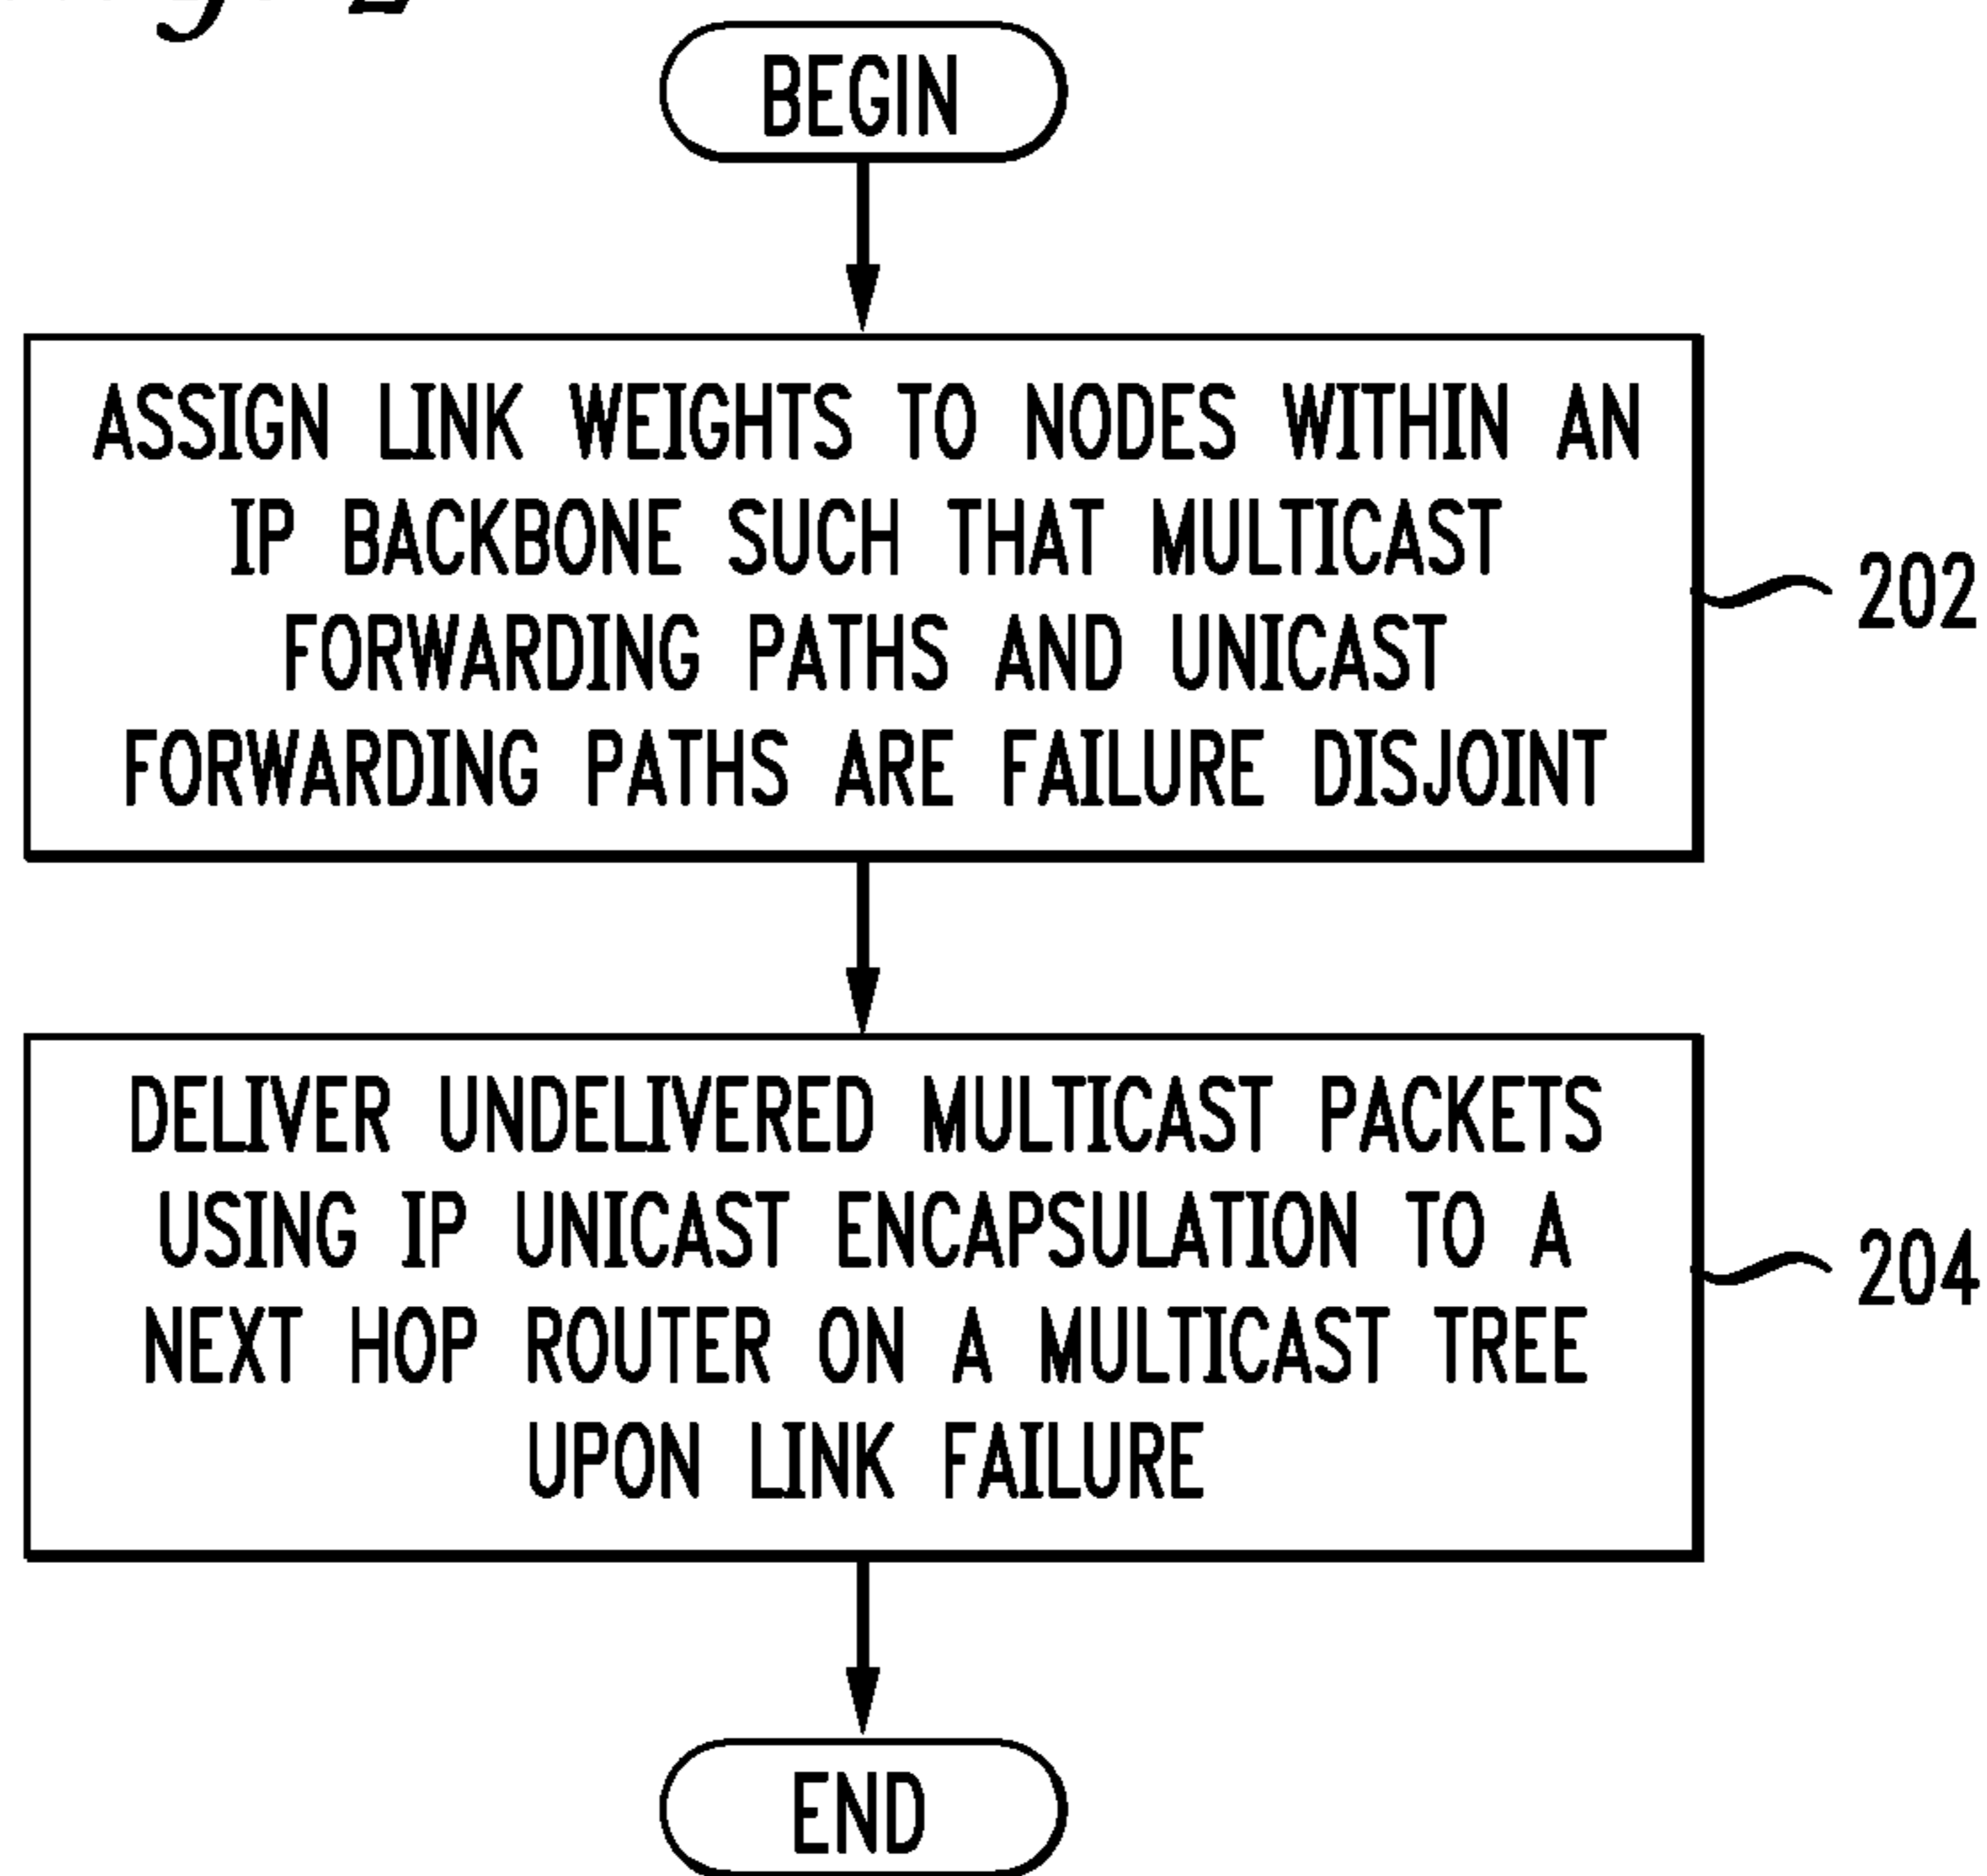 BEGIN
ASSIGN LINK WEIGHTS TO NODES WITHIN AN
IP BACKBONE SUCH THAT MULTICAST
FORWARDING PATHS AND UNICAST
FORWARDING PATHS ARE FAILURE DISJOINT
202
DELIVER UNDELIVERED MULTICAST PACKETS
USING IP UNICAST ENCAPSULATION TO A
NEXT HOP ROUTER ON A MULTICAST TREE
UPON LINK FAILURE
204
END